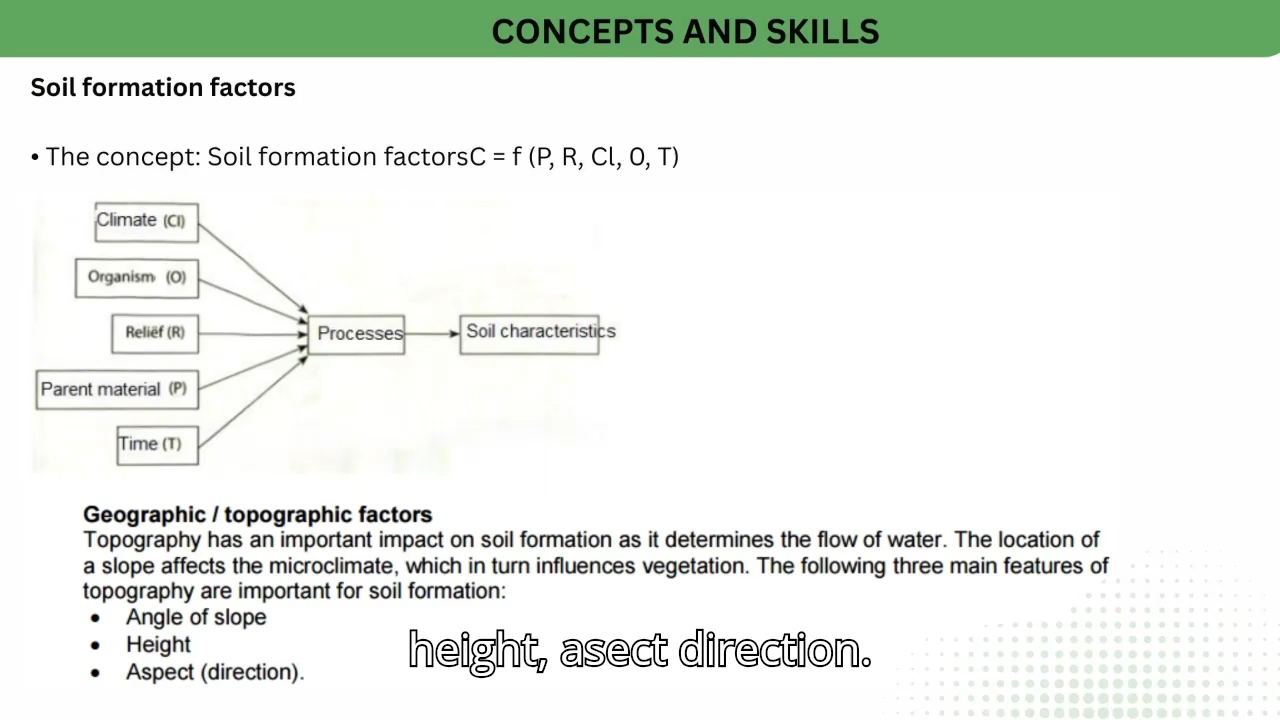 CONCEPTS AND SKILLS
Soil formation factors
• The concept: Soil formation factorsC = f (P, R, Cl, 0, T)
Climate (Cl)
Organism (O)
Relief (R)
Parent material (P)
Time (T)
Processes
Soil characteristics
Geographic / topographic factors
Topography has an important impact on soil formation as it determines the flow of water. The location of
a slope affects the microclimate, which in turn influences vegetation. The following three main features of
topography are important for soil formation:
• Angle of slope
• Height
• Aspect (direction).
height, asect direction.